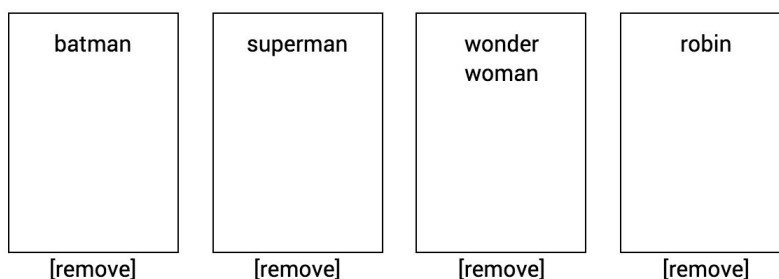 batman
superman
wonder
woman
robin
[remove]
[remove]
[remove]
[remove]